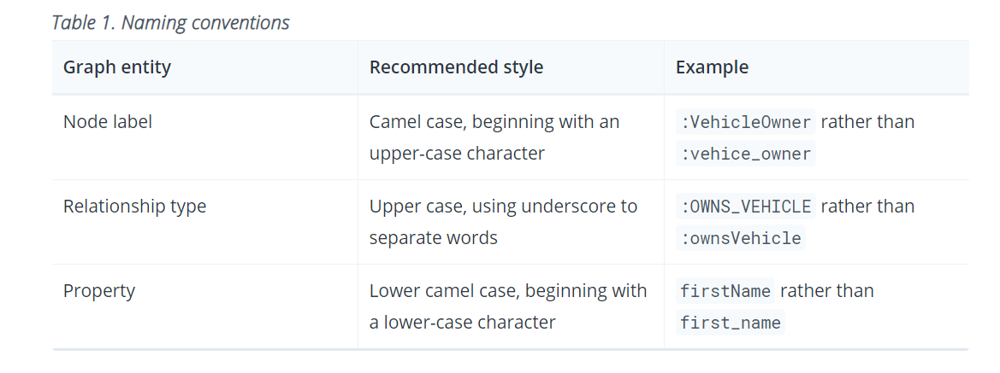 Table 1. Naming conventions
Graph entity Recommended style Example
Node label Camel case, beginning with an :VehicleOwner rather than
upper-case character :vehice_owner
Relationship type Upper case, using underscore to :OWNS_VEHICLE rather than
separate words :ownsVehicle
Property Lower camel case, beginning with firstName rather than
a lower-case character first_name